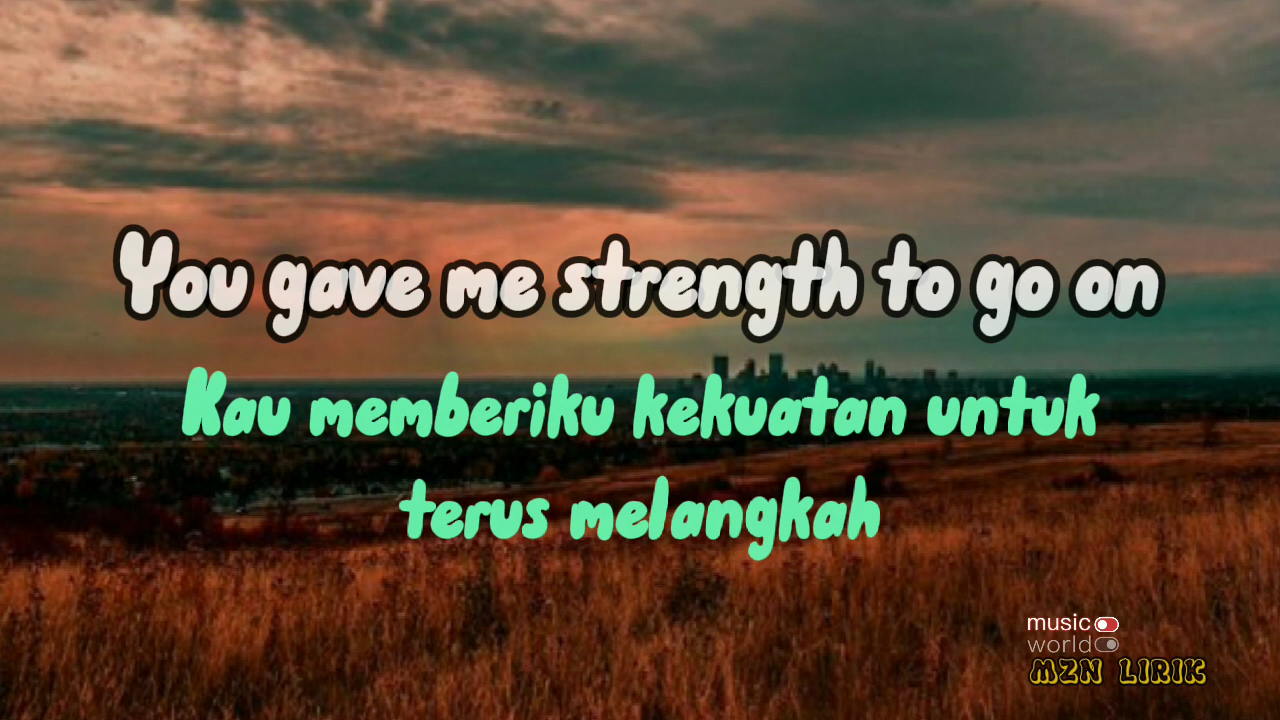 You gave me strength to go on
Kau memberiku kekuatan untuk
terus melangkah
music
world
MZN LIRIK